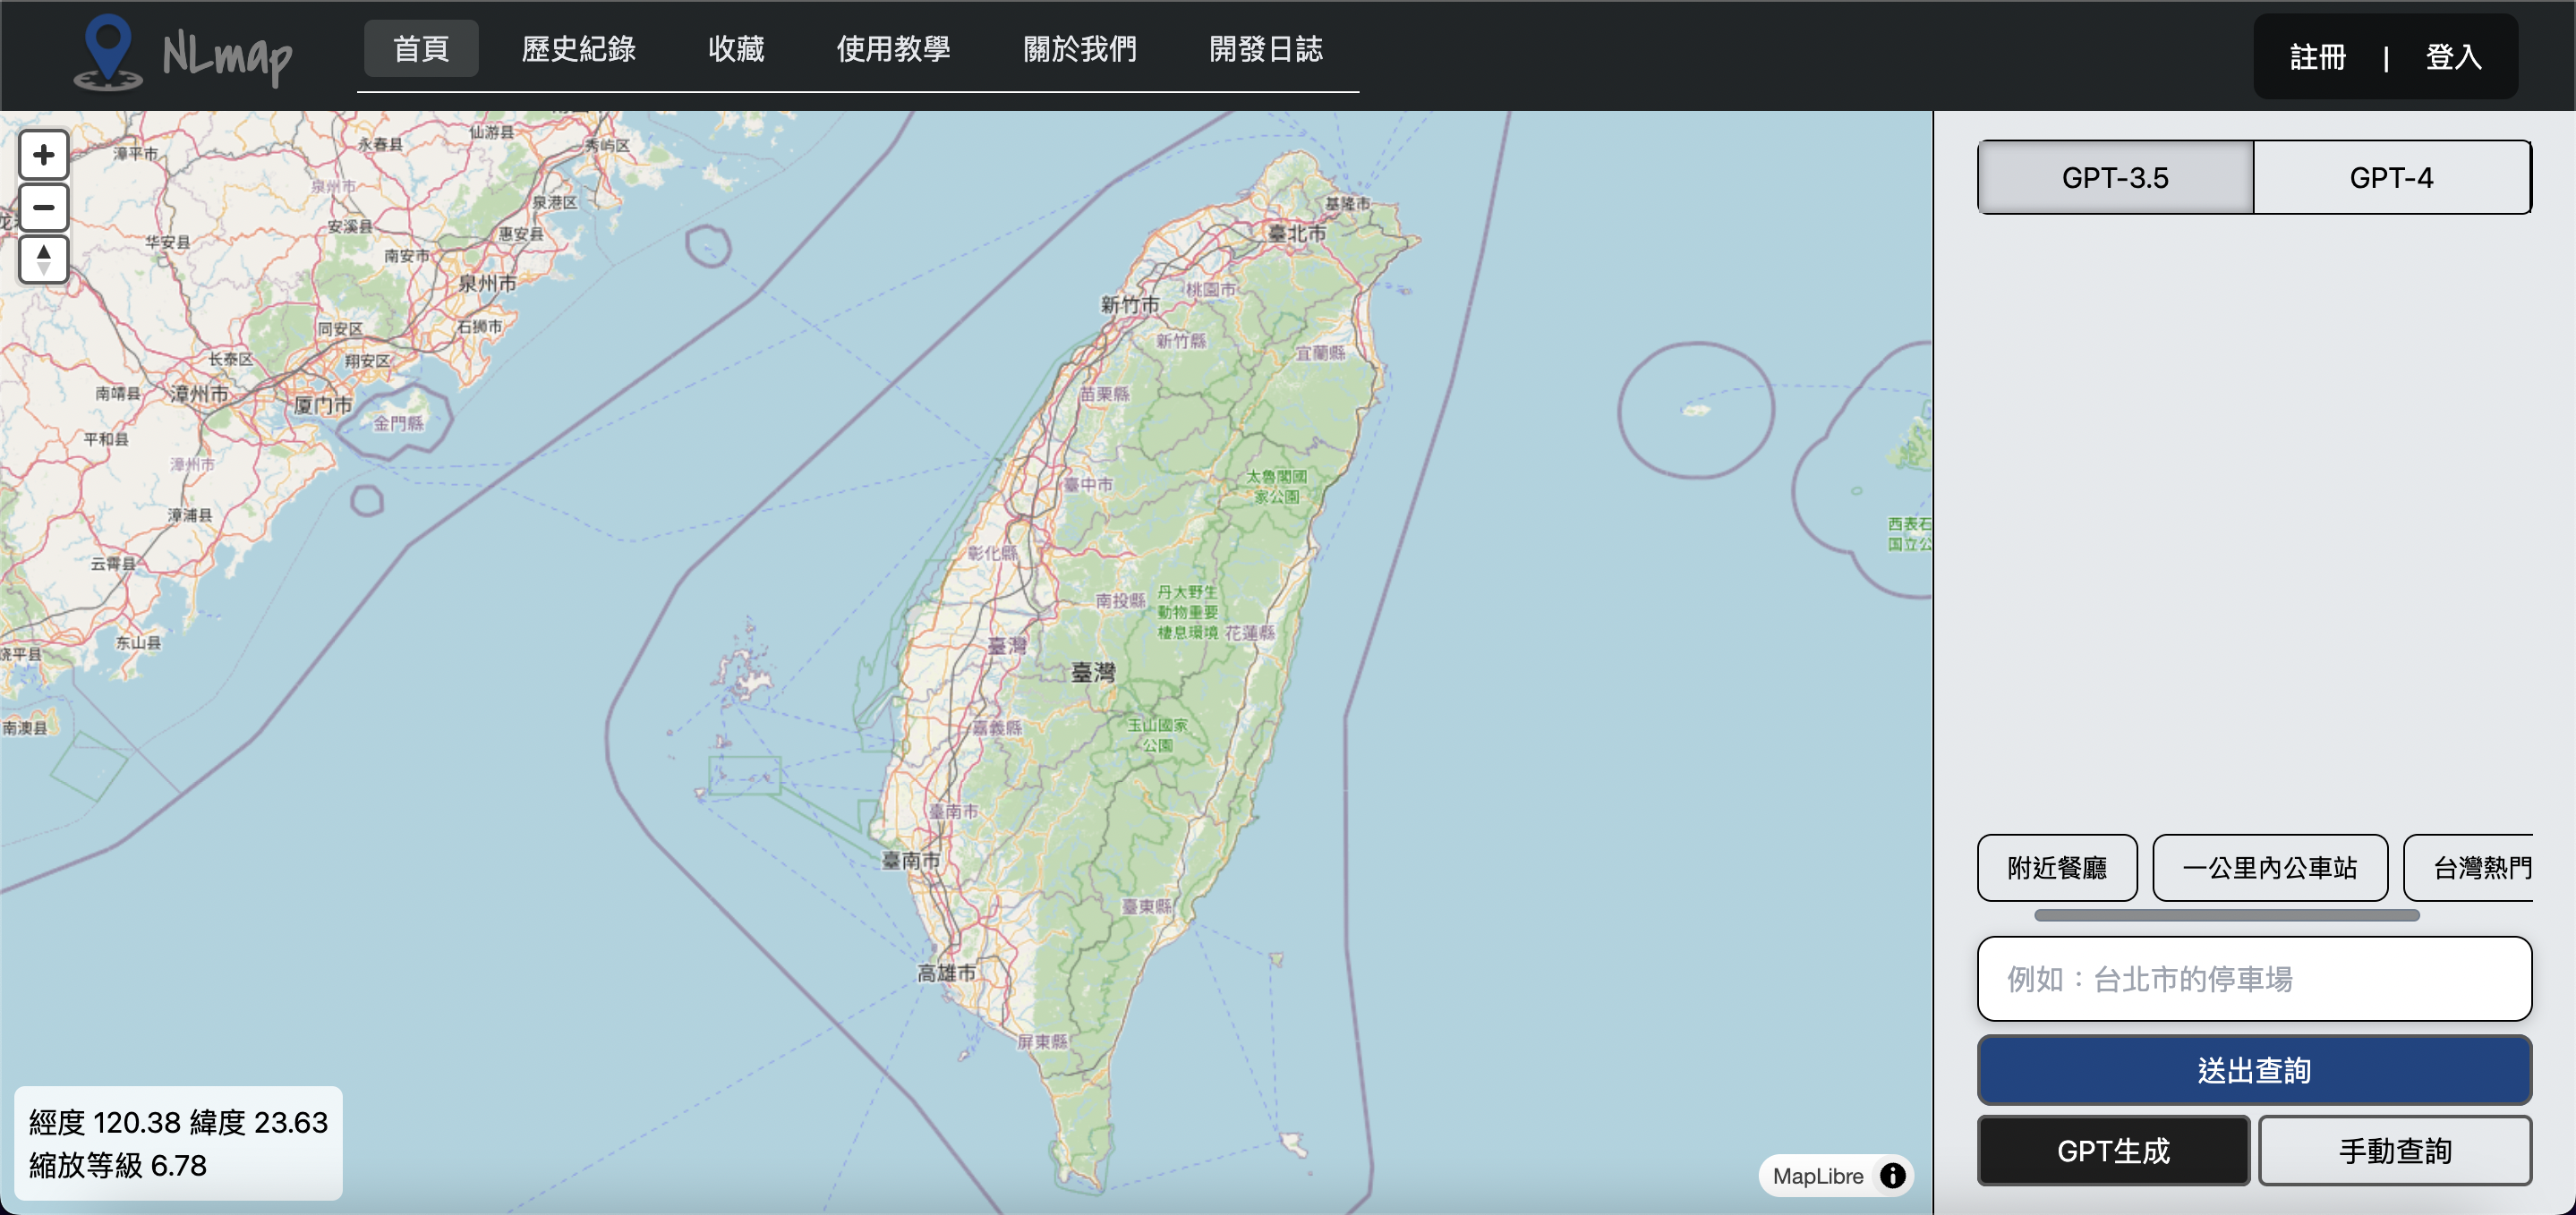 NLmap
首頁 歷史紀錄 收藏 使用教學 關於我們 開發日誌
註冊 | 登入
GPT-3.5 GPT-4
漳平市
永春县
仙游县
秀屿区
泉州市
泉港区
安溪县
惠安县
华安县
南安市
泉州市
同安区
石狮市
长泰区
翔安区
南靖县
漳州市
厦门市
金門縣
平和县
漳州市
漳浦县
云霄县
东山县
饶平县
南澳县
基隆市
臺北市
桃園市
新竹市
新竹縣
宜蘭縣
苗栗縣
太魯閣國
家公園
臺中市
彰化縣
南投縣
丹大野生
動物重要
棲息環境
花蓮縣
臺灣
臺灣
嘉義縣
玉山國家
公園
臺南市
臺南市
臺東縣
高雄市
屏東縣
西表石
国立公
附近餐廳 一公里內公車站 台灣熱門
例如：台北市的停車場
送出查詢
GPT生成 手動查詢
經度 120.38 緯度 23.63
縮放等級 6.78
MapLibre